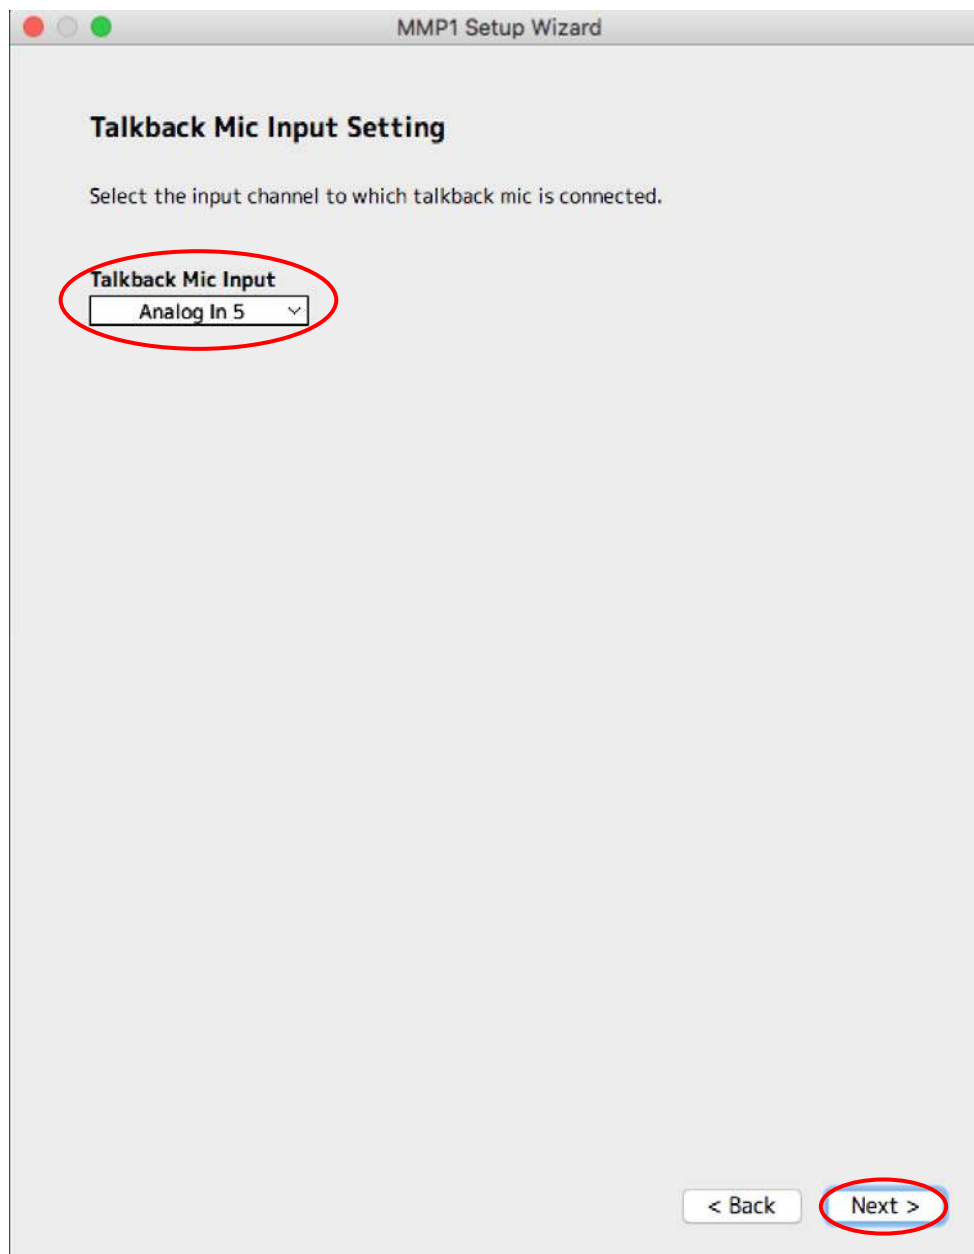 MMP1 Setup Wizard
Talkback Mic Input Setting
Select the input channel to which talkback mic is connected.
Talkback Mic Input
Analog In 5
< Back
Next >